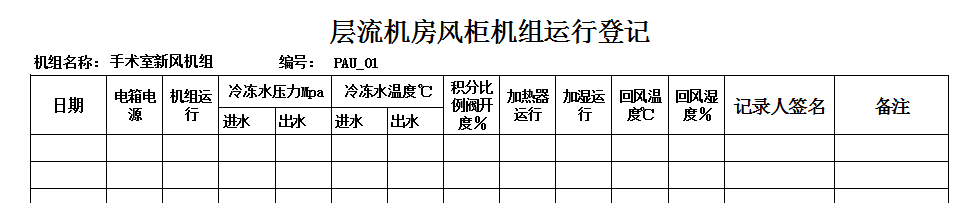 层流机房风柜机组运行登记
机组名称：手术室新风机组 编号： PAU_01
日期 电箱电源 机组运行 冷冻水压力Mpa 冷冻水温度℃ 积分比例阀开度% 加热器运行 加湿运行 回风温度℃ 回风湿度% 记录人签名 备注
进水 出水 进水 出水